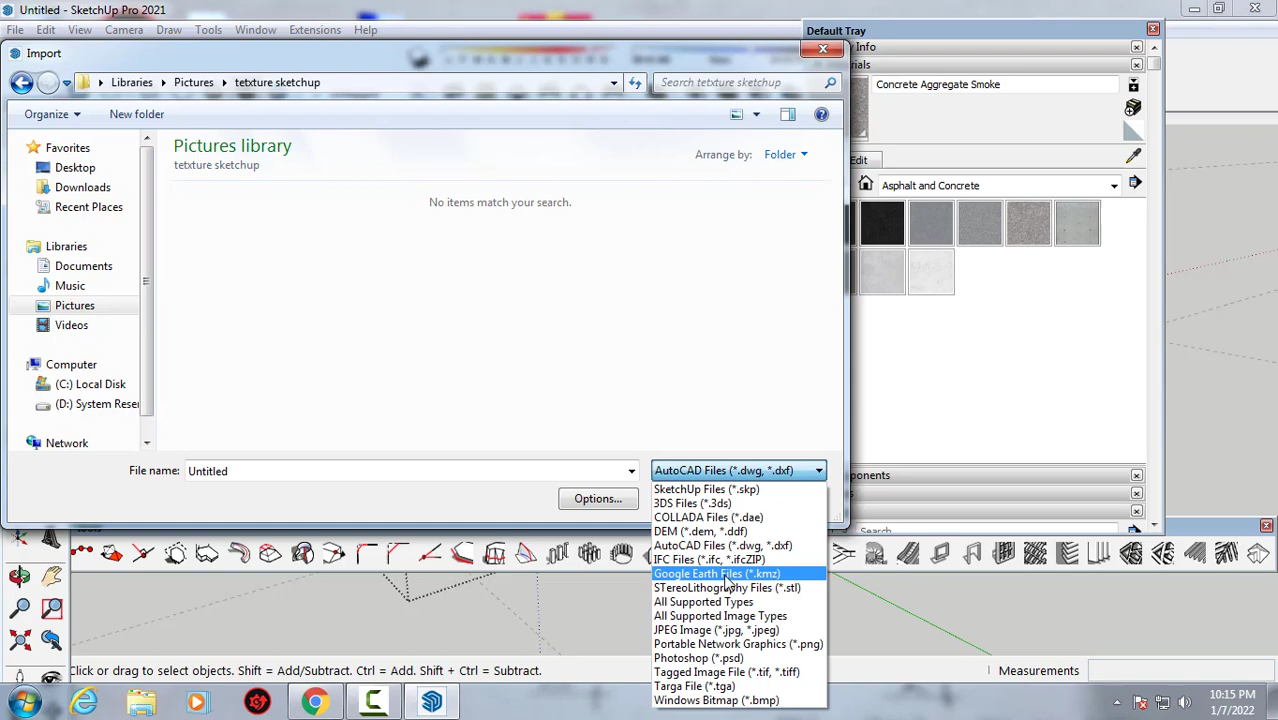 Untitled - SketchUp Pro 2021
File Edit View Camera Draw Tools Window Extensions Help
Default Tray
Import
Libraries Pictures tetxture sketchup
Search tetxture sketchup
Concrete Aggregate Smoke
Organize New folder
Favorites
Desktop
Downloads
Recent Places
Libraries
Documents
Music
Pictures
Videos
Computer
(C:) Local Disk
(D:) System Rese
Network
Pictures library
tetxture sketchup
Arrange by: Folder
No items match your search.
Edit
Asphalt and Concrete
File name: Untitled
AutoCAD Files (*.dwg, *.dxf)
Options...
SketchUp Files (*.skp)
3DS Files (*.3ds)
COLLADA Files (*.dae)
DEM (*.dem, *.ddf)
AutoCAD Files (*.dwg, *.dxf)
IFC Files (*.ifc, *.ifcZIP)
Google Earth Files (*.kmz)
STereoLithography Files (*.stl)
All Supported Types
All Supported Image Types
JPEG Image (*.jpg, *.jpeg)
Portable Network Graphics (*.png)
Photoshop (*.psd)
Tagged Image File (*.tif, *.tiff)
Targa File (*.tga)
Windows Bitmap (*.bmp)
Search
Click or drag to select objects. Shift = Add/Subtract. Ctrl = Add. Shift + Ctrl = Subtract.
Measurements
10:15 PM
1/7/2022